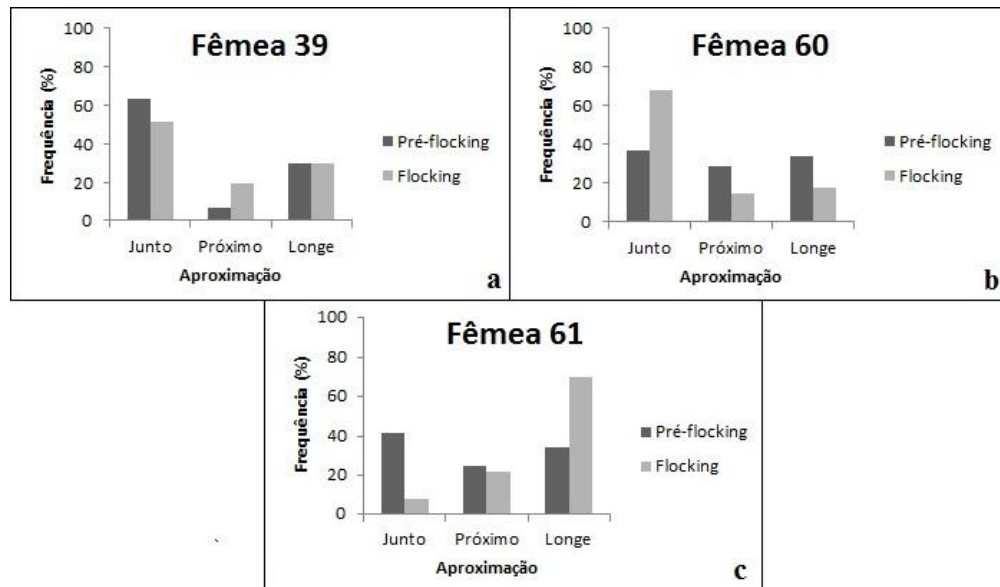 Fêmea 39
Frequência (%)
100
80
60
40
20
0
Junto Próximo Longe
Aproximação
Pré-flocking
Flocking
a
Fêmea 60
Frequência (%)
100
80
60
40
20
0
Junto Próximo Longe
Aproximação
Pré-flocking
Flocking
b
Fêmea 61
Frequência (%)
100
80
60
40
20
0
Junto Próximo Longe
Aproximação
Pré-flocking
Flocking
c